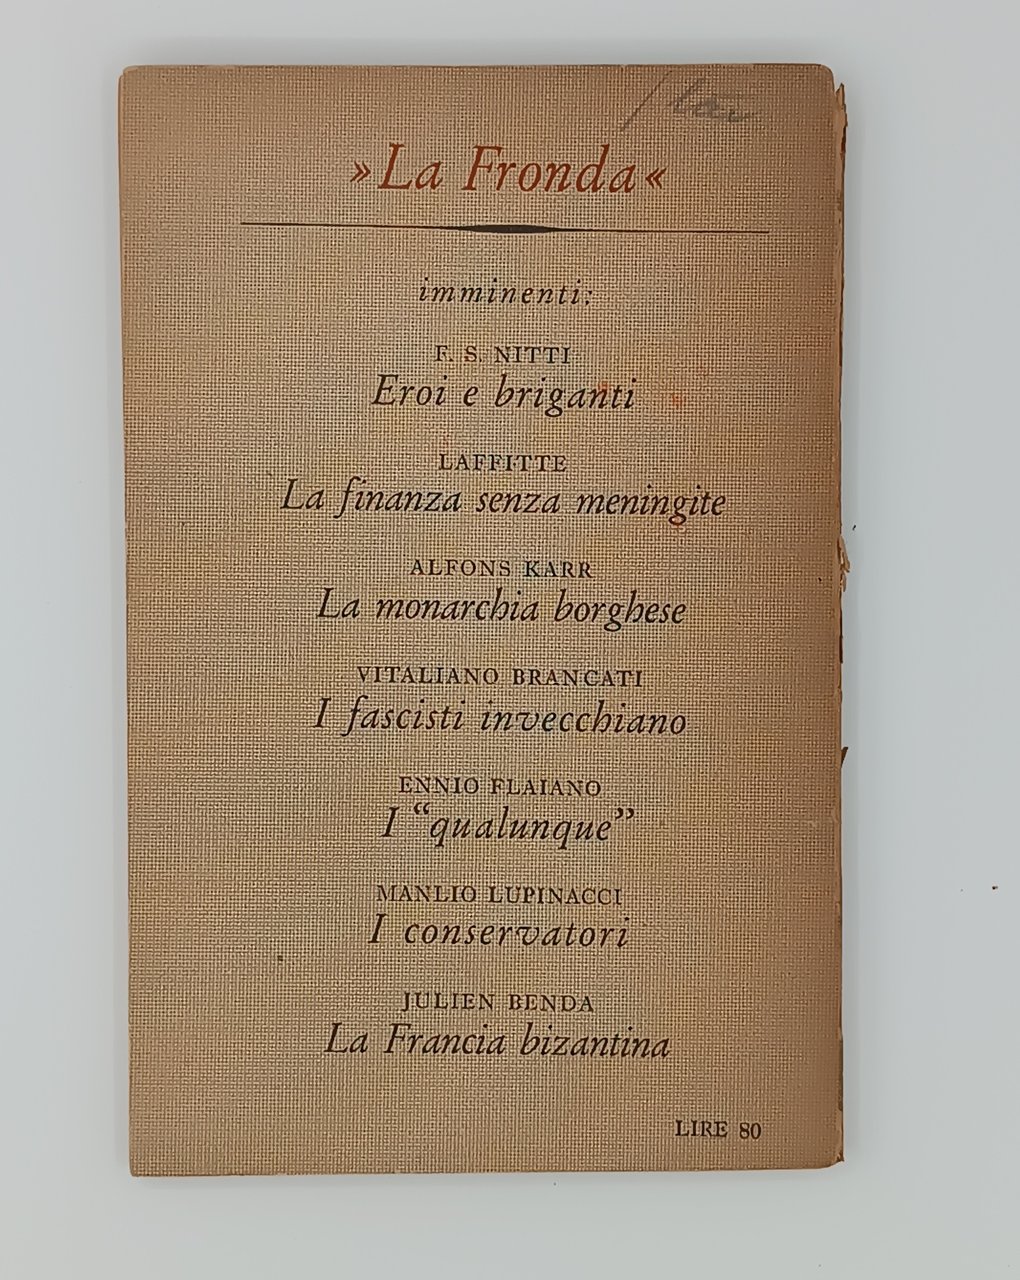 »La Fronda«
imminenti:
F. S. NITTI
Eroi e briganti
LAFFITTE
La finanza senza meningite
ALFONS KARR
La monarchia borghese
VITALIANO BRANCATI
I fascisti invecchiano
ENNIO FLAIANO
I “qualunque”
MANLIO LUPINACCI
I conservatori
JULIEN BENDA
La Francia bizantina
LIRE 80